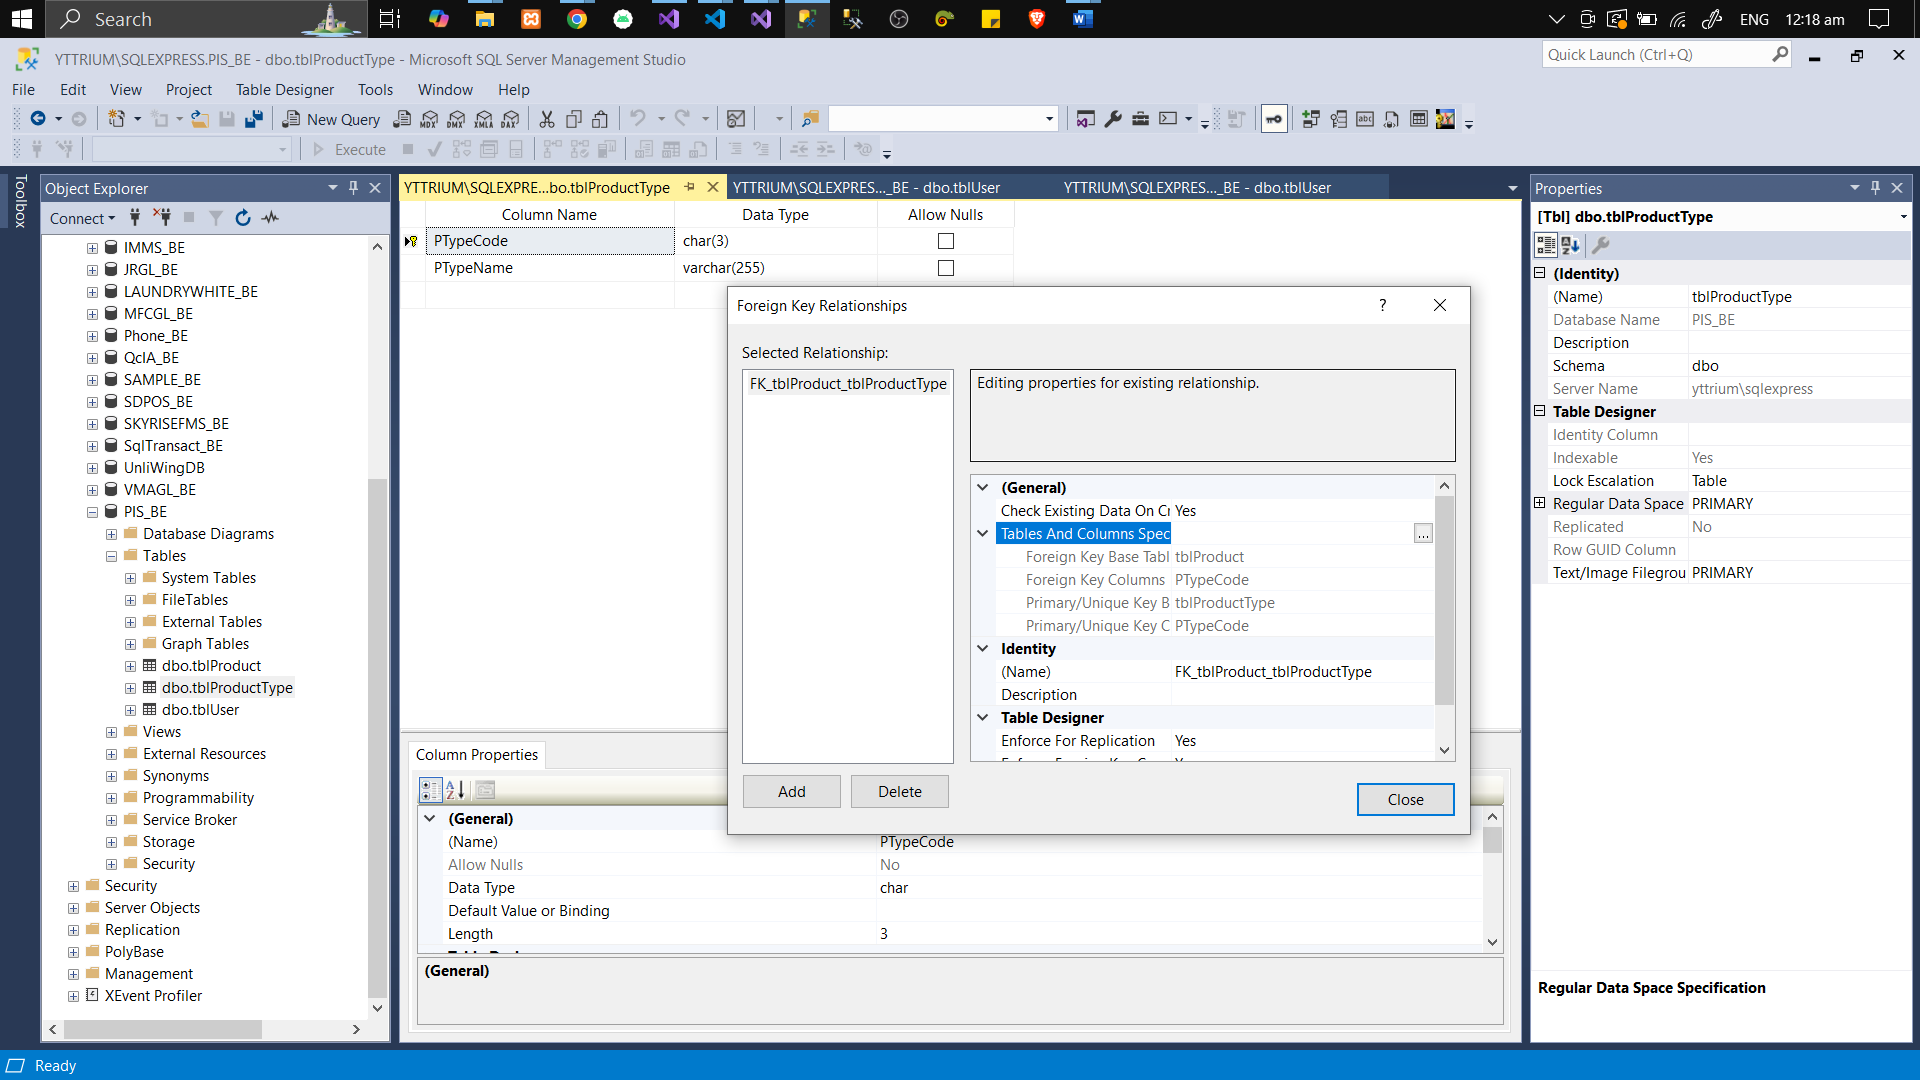 Search
ENG
12:18 am
YTTRIUM\SQLEXPRESS.PIS_BE - dbo.tblProductType - Microsoft SQL Server Management Studio
Quick Launch (Ctrl+Q)
File Edit View Project Table Designer Tools Window Help
New Query
MDX DMX XMLA DAX
Execute
Toolbox
Object Explorer
Connect
IMMS_BE
JRGL_BE
LAUNDRYWHITE_BE
MFCGL_BE
Phone_BE
QcIA_BE
SAMPLE_BE
SDPOS_BE
SKYRISEFMS_BE
SqlTransact_BE
UnliWingDB
VMAGL_BE
PIS_BE
Database Diagrams
Tables
System Tables
FileTables
External Tables
Graph Tables
dbo.tblProduct
dbo.tblProductType
dbo.tblUser
Views
External Resources
Synonyms
Programmability
Service Broker
Storage
Security
Security
Server Objects
Replication
PolyBase
Management
XEvent Profiler
YTTRIUM\SQLEXPRE...bo.tblProductType
YTTRIUM\SQLEXPRES..._BE - dbo.tblUser
YTTRIUM\SQLEXPRES..._BE - dbo.tblUser
Column Name Data Type Allow Nulls
PTypeCode char(3)
PTypeName varchar(255)
Foreign Key Relationships
?
Selected Relationship:
FK_tblProduct_tblProductType
Editing properties for existing relationship.
(General)
Check Existing Data On Cr Yes
Tables And Columns Spec
...
Foreign Key Base Tabl tblProduct
Foreign Key Columns PTypeCode
Primary/Unique Key B tblProductType
Primary/Unique Key C PTypeCode
Identity
(Name) FK_tblProduct_tblProductType
Description
Table Designer
Enforce For Replication Yes
Add
Delete
Close
Column Properties
(General)
(Name) PTypeCode
Allow Nulls No
Data Type char
Default Value or Binding
Length 3
(General)
Properties
[Tbl] dbo.tblProductType
(Identity)
(Name) tblProductType
Database Name PIS_BE
Description
Schema dbo
Server Name yttrium\sqlexpress
Table Designer
Identity Column
Indexable Yes
Lock Escalation Table
Regular Data Space PRIMARY
Replicated No
Row GUID Column
Text/Image Filegrou PRIMARY
Regular Data Space Specification
Ready